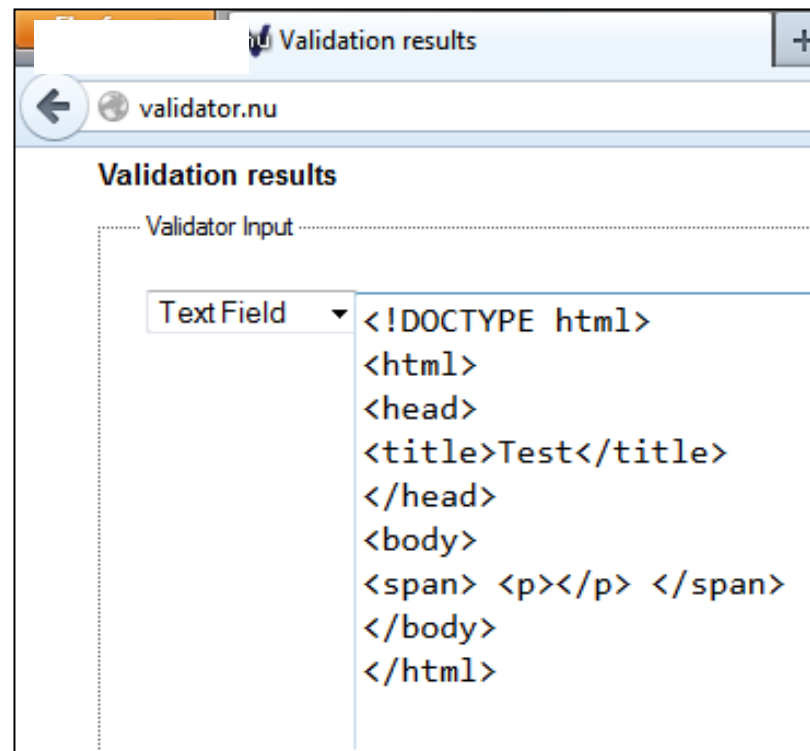 Validation results
+
validator.nu
Validation results
Validator Input
Text Field
<!DOCTYPE html>
<html>
<head>
<title>Test</title>
</head>
<body>
<span> <p></p> </span>
</body>
</html>